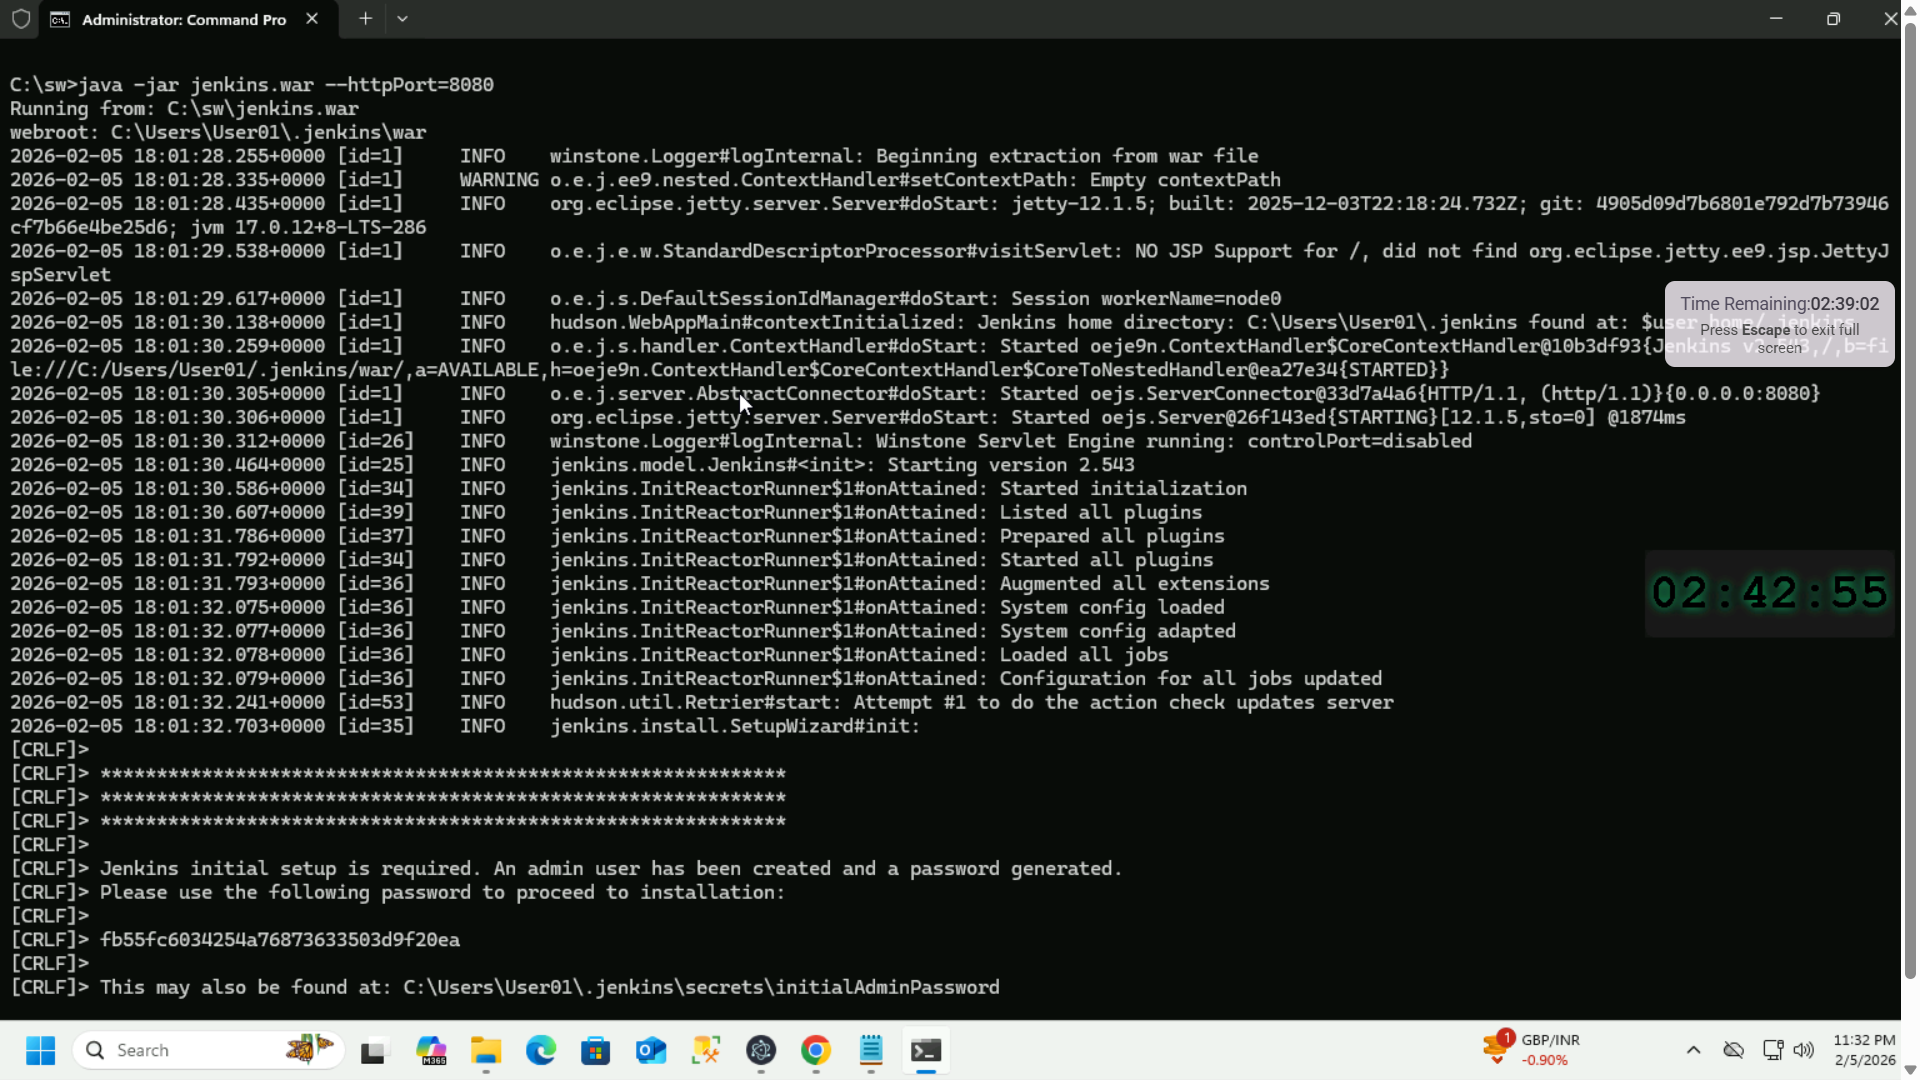 Administrator: Command Pro
C:\sw>java -jar jenkins.war --httpPort=8080
Running from: C:\sw\jenkins.war
webroot: C:\Users\User01\.jenkins\war
2026-02-05 18:01:28.255+0000 [id=1]     INFO    winstone.Logger#logInternal: Beginning extraction from war file
2026-02-05 18:01:28.335+0000 [id=1]     WARNING o.e.j.ee9.nested.ContextHandler#setContextPath: Empty contextPath
2026-02-05 18:01:28.435+0000 [id=1]     INFO    org.eclipse.jetty.server.Server#doStart: jetty-12.1.5; built: 2025-12-03T22:18:24.732Z; git: 4905d09d7b6801e792d7b73946
cf7b66e4be25d6; jvm 17.0.12+8-LTS-286
2026-02-05 18:01:29.538+0000 [id=1]     INFO    o.e.j.e.w.StandardDescriptorProcessor#visitServlet: NO JSP Support for /, did not find org.eclipse.jetty.ee9.jsp.JettyJ
spServlet
2026-02-05 18:01:29.617+0000 [id=1]     INFO    o.e.j.s.DefaultSessionIdManager#doStart: Session workerName=node0
2026-02-05 18:01:30.138+0000 [id=1]     INFO    hudson.WebAppMain#contextInitialized: Jenkins home directory: C:\Users\User01\.jenkins found at: $user.home/.jenkins
2026-02-05 18:01:30.259+0000 [id=1]     INFO    o.e.j.s.handler.ContextHandler#doStart: Started oeje9n.ContextHandler$CoreContextHandler@10b3df93{Jenkins v2.543,/,b=fi
le:///C:/Users/User01/.jenkins/war/,a=AVAILABLE,h=oeje9n.ContextHandler$CoreContextHandler$CoreToNestedHandler@ea27e34{STARTED}}
2026-02-05 18:01:30.305+0000 [id=1]     INFO    o.e.j.server.AbstractConnector#doStart: Started oejs.ServerConnector@33d7a4a6{HTTP/1.1, (http/1.1)}{0.0.0.0:8080}
2026-02-05 18:01:30.306+0000 [id=1]     INFO    org.eclipse.jetty.server.Server#doStart: Started oejs.Server@26f143ed{STARTING}[12.1.5,sto=0] @1874ms
2026-02-05 18:01:30.312+0000 [id=26]    INFO    winstone.Logger#logInternal: Winstone Servlet Engine running: controlPort=disabled
2026-02-05 18:01:30.464+0000 [id=25]    INFO    jenkins.model.Jenkins#<init>: Starting version 2.543
2026-02-05 18:01:30.586+0000 [id=34]    INFO    jenkins.InitReactorRunner$1#onAttained: Started initialization
2026-02-05 18:01:30.607+0000 [id=39]    INFO    jenkins.InitReactorRunner$1#onAttained: Listed all plugins
2026-02-05 18:01:31.786+0000 [id=37]    INFO    jenkins.InitReactorRunner$1#onAttained: Prepared all plugins
2026-02-05 18:01:31.792+0000 [id=34]    INFO    jenkins.InitReactorRunner$1#onAttained: Started all plugins
2026-02-05 18:01:31.793+0000 [id=36]    INFO    jenkins.InitReactorRunner$1#onAttained: Augmented all extensions
2026-02-05 18:01:32.075+0000 [id=36]    INFO    jenkins.InitReactorRunner$1#onAttained: System config loaded
2026-02-05 18:01:32.077+0000 [id=36]    INFO    jenkins.InitReactorRunner$1#onAttained: System config adapted
2026-02-05 18:01:32.078+0000 [id=36]    INFO    jenkins.InitReactorRunner$1#onAttained: Loaded all jobs
2026-02-05 18:01:32.079+0000 [id=36]    INFO    jenkins.InitReactorRunner$1#onAttained: Configuration for all jobs updated
2026-02-05 18:01:32.241+0000 [id=53]    INFO    hudson.util.Retrier#start: Attempt #1 to do the action check updates server
2026-02-05 18:01:32.703+0000 [id=35]    INFO    jenkins.install.SetupWizard#init:
[CRLF]>
[CRLF]> *************************************************************
[CRLF]> *************************************************************
[CRLF]> *************************************************************
[CRLF]>
[CRLF]> Jenkins initial setup is required. An admin user has been created and a password generated.
[CRLF]> Please use the following password to proceed to installation:
[CRLF]>
[CRLF]> fb55fc6034254a76873633503d9f20ea
[CRLF]>
[CRLF]> This may also be found at: C:\Users\User01\.jenkins\secrets\initialAdminPassword
Time Remaining:02:39:02
Press Escape to exit full
screen
02:42:55
Search
M365
1
GBP/INR
-0.90%
11:32 PM
2/5/2026